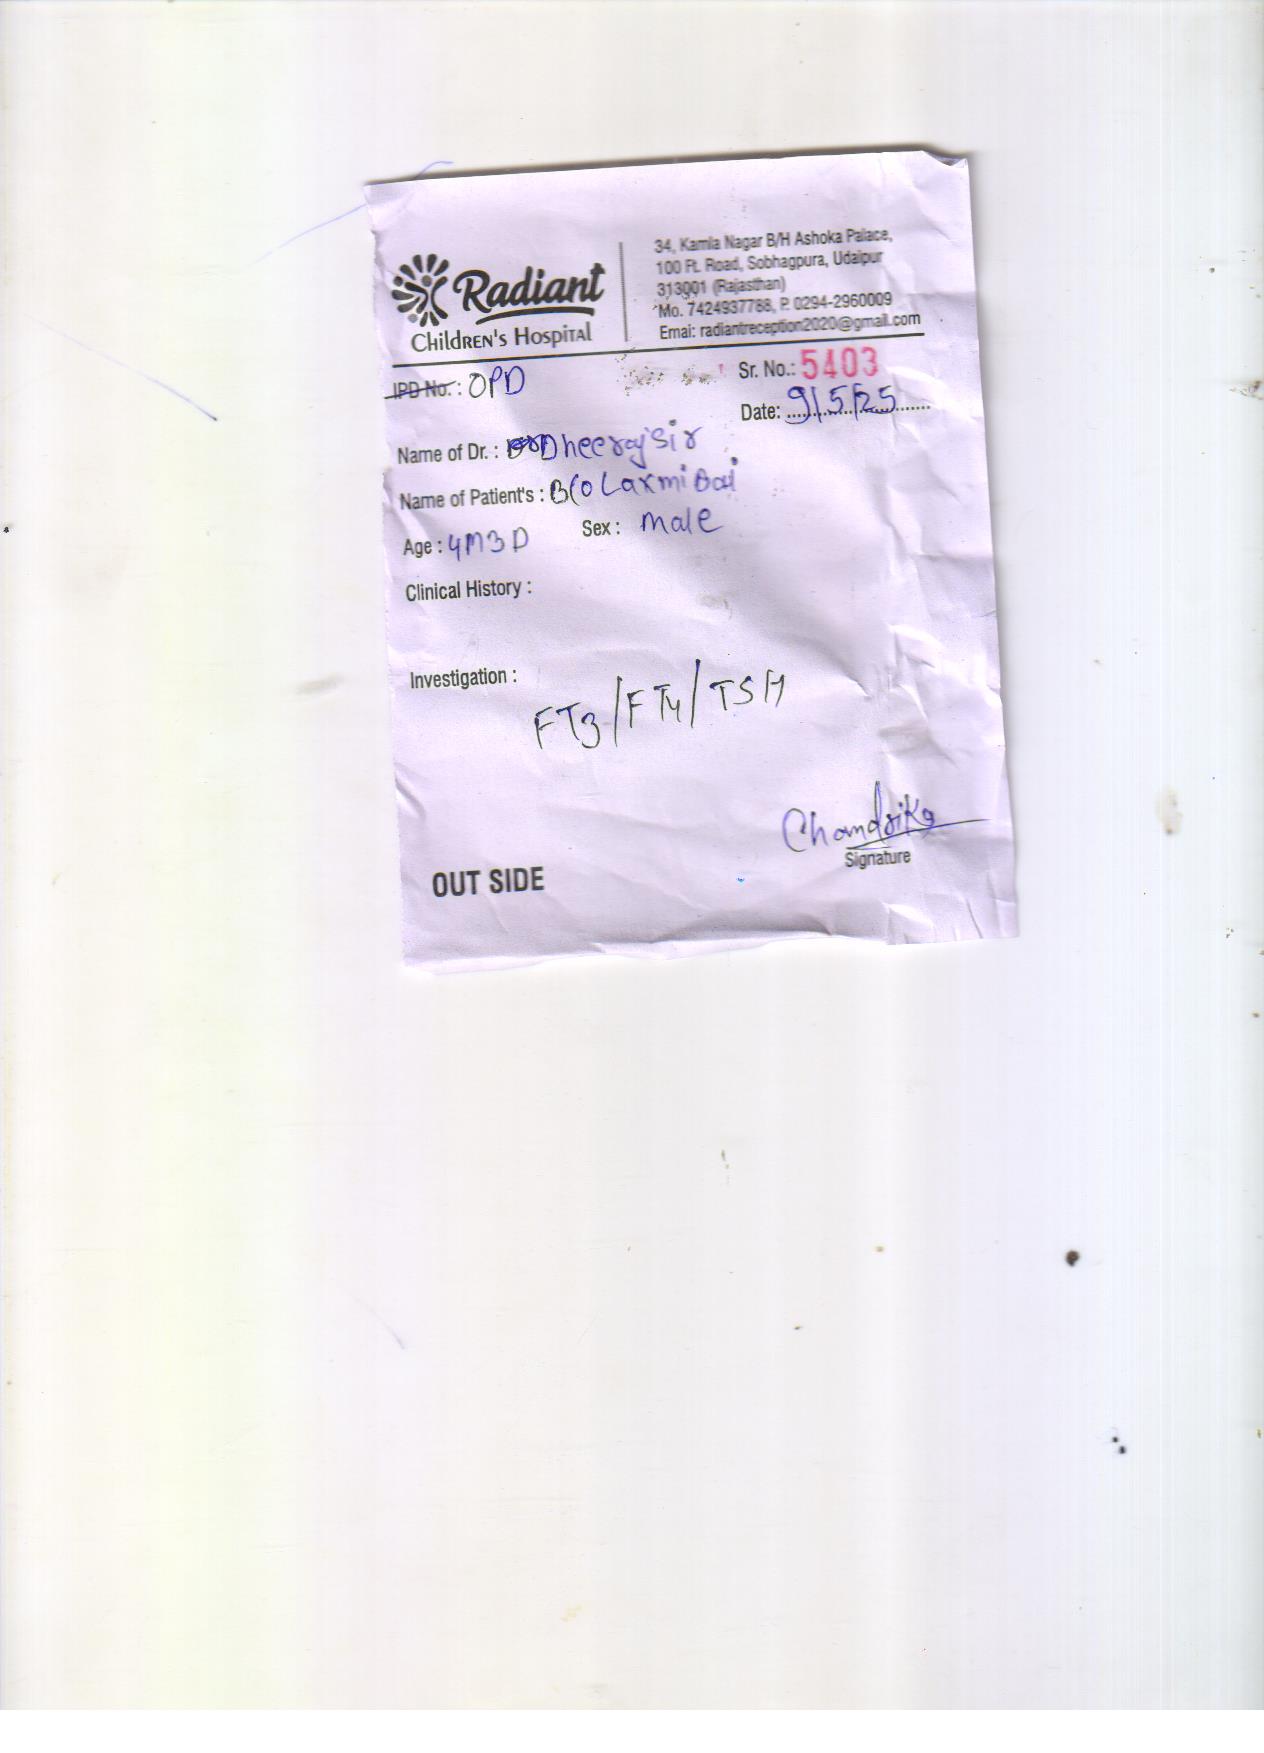 Radiant
Children's Hospital
34, Kamla Nagar B/H Ashoka Palace,
100 Ft. Road, Sobhagpura, Udaipur
313001 (Rajasthan)
Mo. 7424937788, P. 0294-2960009
Emai: radiantreception2020@gmail.com
IPD No. : OPD
Sr. No.: 5403
Date: 9/5/25
Name of Dr. : Dheeraj Sir
Name of Patient's : B/O Laxmi Bai
Age : 4M3D Sex : male
Clinical History :
Investigation :
FT3/FT4/TSH
Chandrika
Signature
OUT SIDE